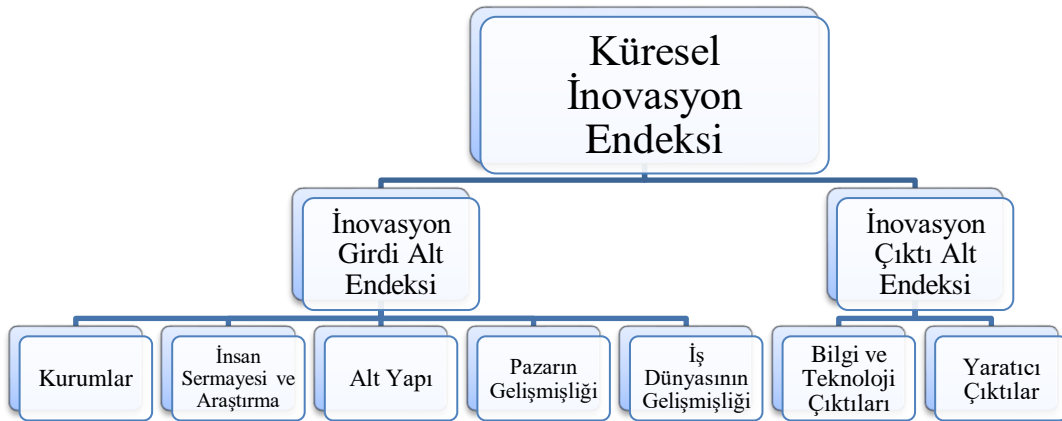 Küresel
İnovasyon
Endeksi
İnovasyon
Girdi Alt
Endeksi
İnovasyon
Çıktı Alt
Endeksi
Kurumlar
İnsan
Sermayesi ve
Araştırma
Alt Yapı
Pazarın
Gelişmişliği
İş
Dünyasının
Gelişmişliği
Bilgi ve
Teknoloji
Çıktıları
Yaratıcı
Çıktılar